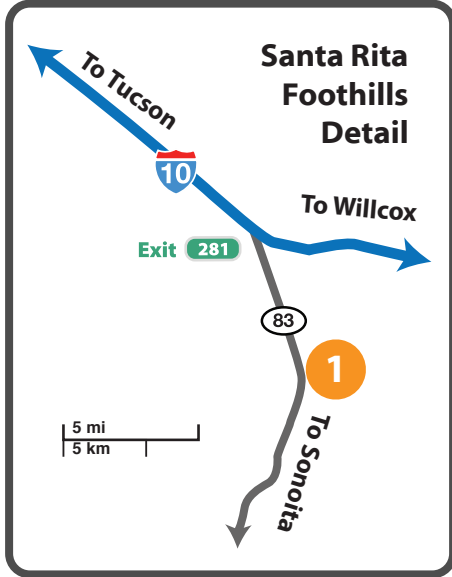 Santa Rita
Foothills
Detail
To Tucson
10
To Willcox
Exit 281
83
1
To Sonoita
5 mi
5 km